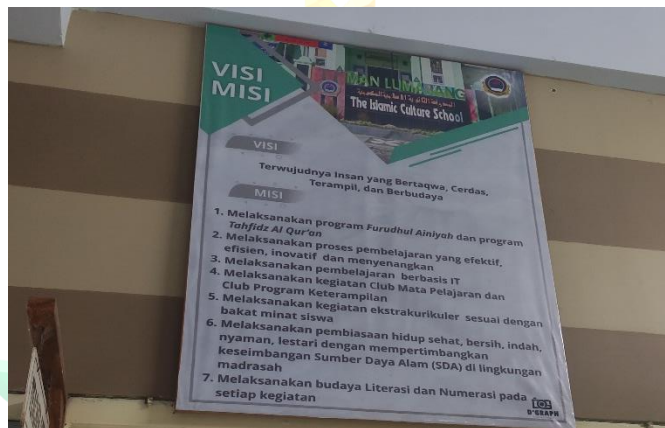 VISI
MISI
MAN LUMAJANG
The Islamic Culture School
VISI
Terwujudnya Insan yang Bertaqwa, Cerdas,
Terampil, dan Berbudaya
MISI
1. Melaksanakan program Furudhul Ainiyah dan program
Tahfidz Al Qur'an
2. Melaksanakan proses pembelajaran yang efektif,
efisien, inovatif dan menyenangkan
3. Melaksanakan pembelajaran berbasis IT
4. Melaksanakan kegiatan Club Mata Pelajaran dan
Club Program Keterampilan
5. Melaksanakan kegiatan ekstrakurikuler sesuai dengan
bakat minat siswa
6. Melaksanakan pembiasaan hidup sehat, bersih, indah,
nyaman, lestari dengan mempertimbangkan
keseimbangan Sumber Daya Alam (SDA) di lingkungan
madrasah
7. Melaksanakan budaya Literasi dan Numerasi pada
setiap kegiatan
D'GRAPH